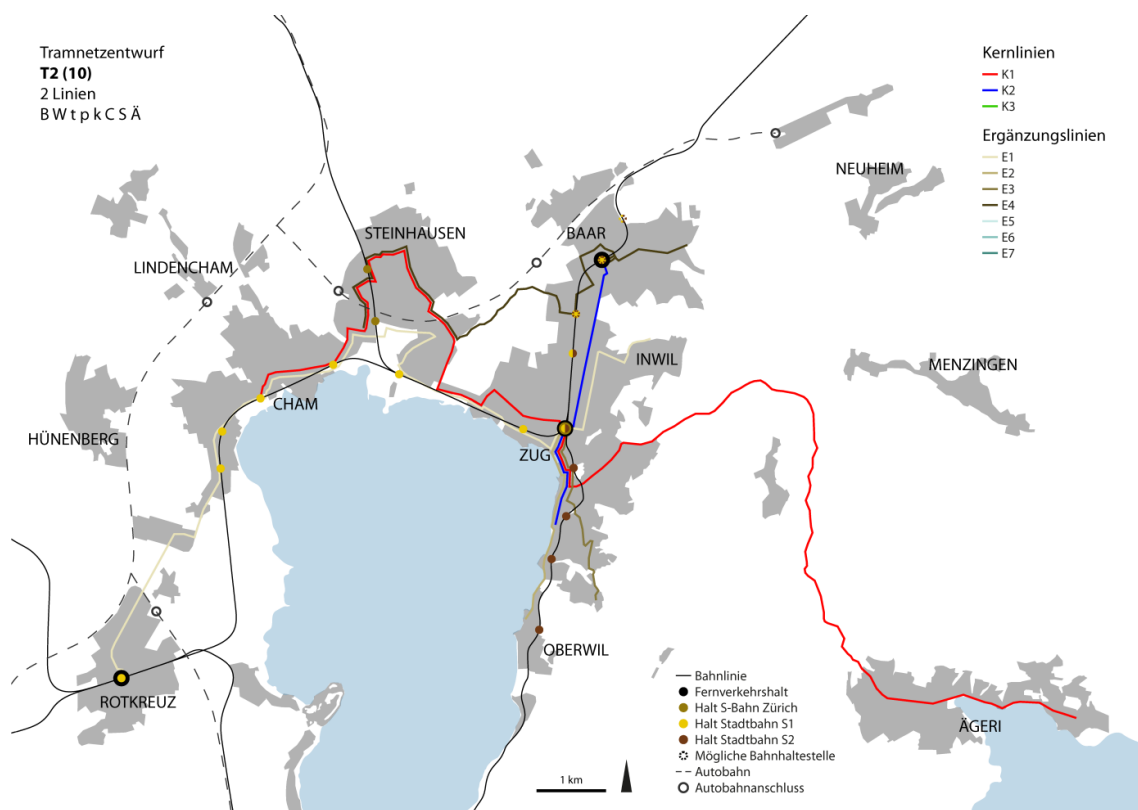 Tramnetzentwurf
T2 (10)
2 Linien
B W t p k C S Ä
Kernlinien
K1
K2
K3
Ergänzungslinien
E1
E2
E3
E4
E5
E6
E7
NEUHEIM
STEINHAUSEN
BAAR
LINDENCHAM
INWIL
MENZINGEN
CHAM
HÜNENBERG
ZUG
OBERWIL
ROTKREUZ
ÄGERI
Bahnlinie
Fernverkehrshalt
Halt S-Bahn Zürich
Halt Stadtbahn S1
Halt Stadtbahn S2
Mögliche Bahnhaltestelle
Autobahn
Autobahnanschluss
1 km